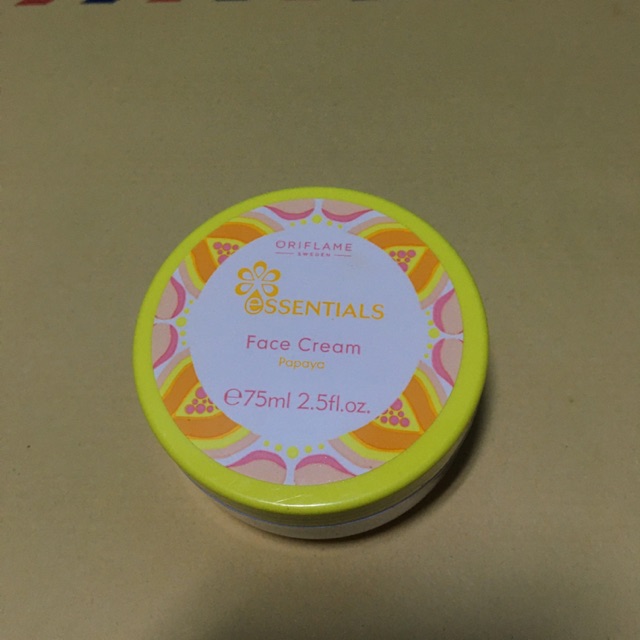 ORIFLAME
SWEDEN
eSSENTIALS
Face Cream
Papaya
℮75ml 2.5fl.oz.